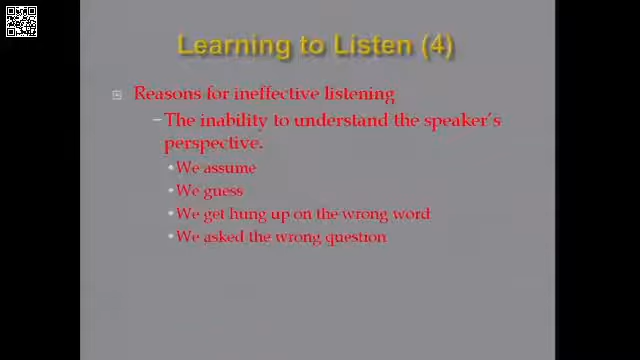 Learning to Listen (4)
Reasons for ineffective listening
–The inability to understand the speaker's
perspective.
•We assume
•We guess
•We get hung up on the wrong word
•We asked the wrong question